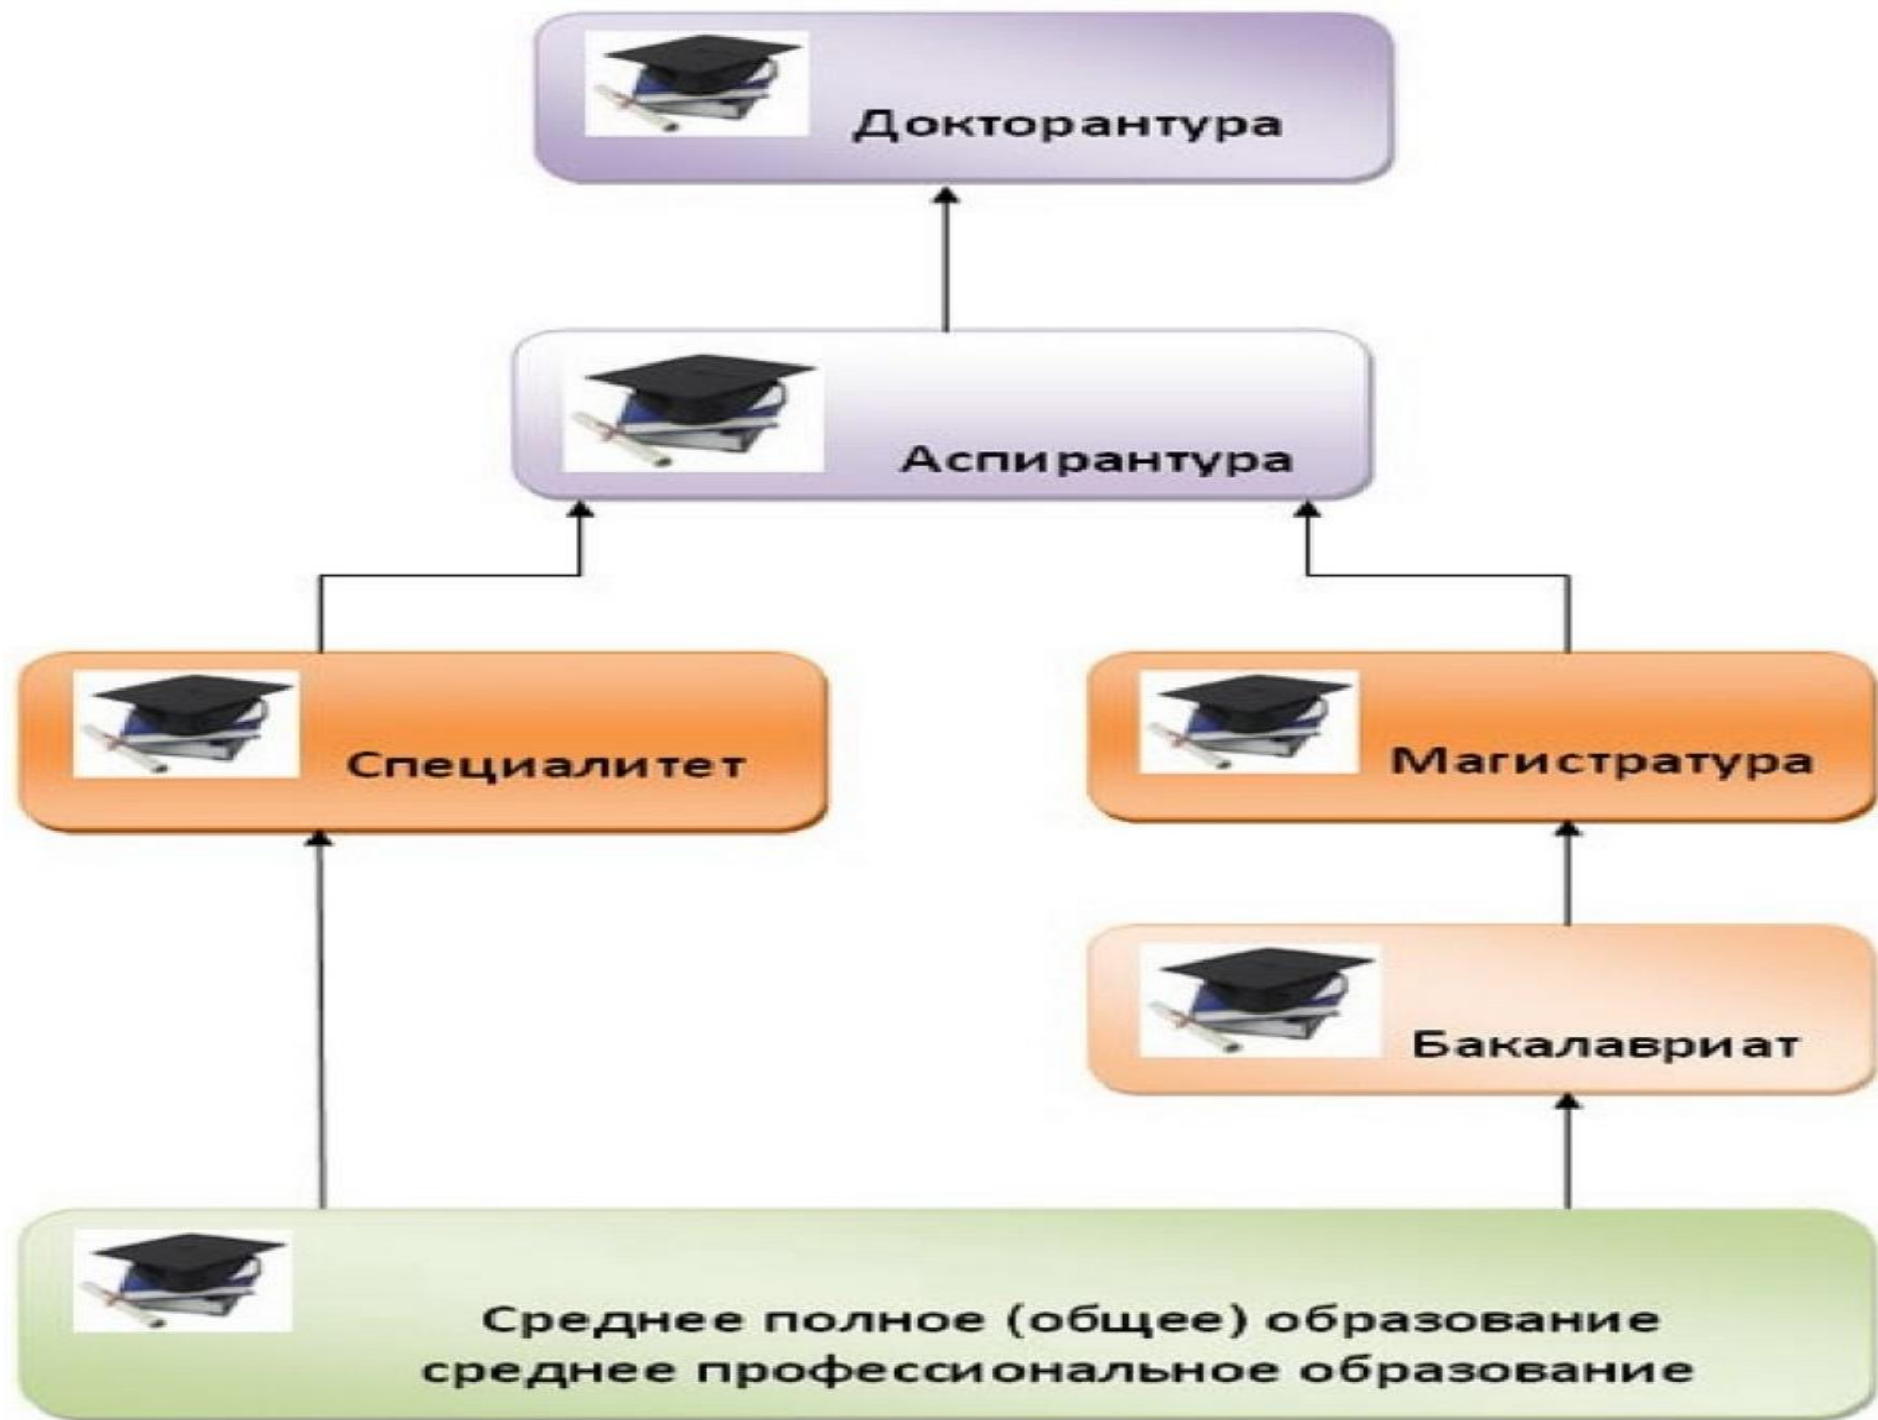 Докторантура
Аспирантура
Специалитет
Магистратура
Бакалавриат
Среднее полное (общее) образование
среднее профессиональное образование